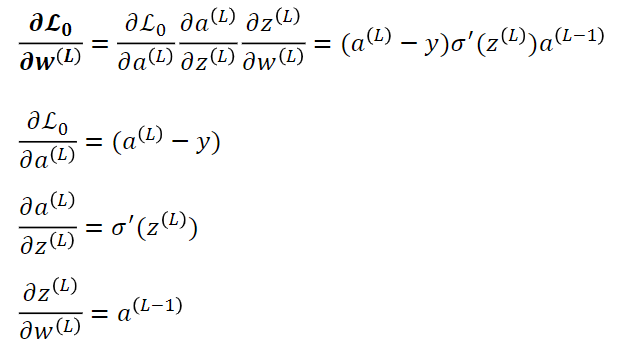 ∂ℒ₀/∂w⁽ᴸ⁾ = ∂ℒ₀/∂a⁽ᴸ⁾ ∂a⁽ᴸ⁾/∂z⁽ᴸ⁾ ∂z⁽ᴸ⁾/∂w⁽ᴸ⁾ = (a⁽ᴸ⁾ − y)σ′(z⁽ᴸ⁾)a⁽ᴸ⁻¹⁾
∂ℒ₀/∂a⁽ᴸ⁾ = (a⁽ᴸ⁾ − y)
∂a⁽ᴸ⁾/∂z⁽ᴸ⁾ = σ′(z⁽ᴸ⁾)
∂z⁽ᴸ⁾/∂w⁽ᴸ⁾ = a⁽ᴸ⁻¹⁾